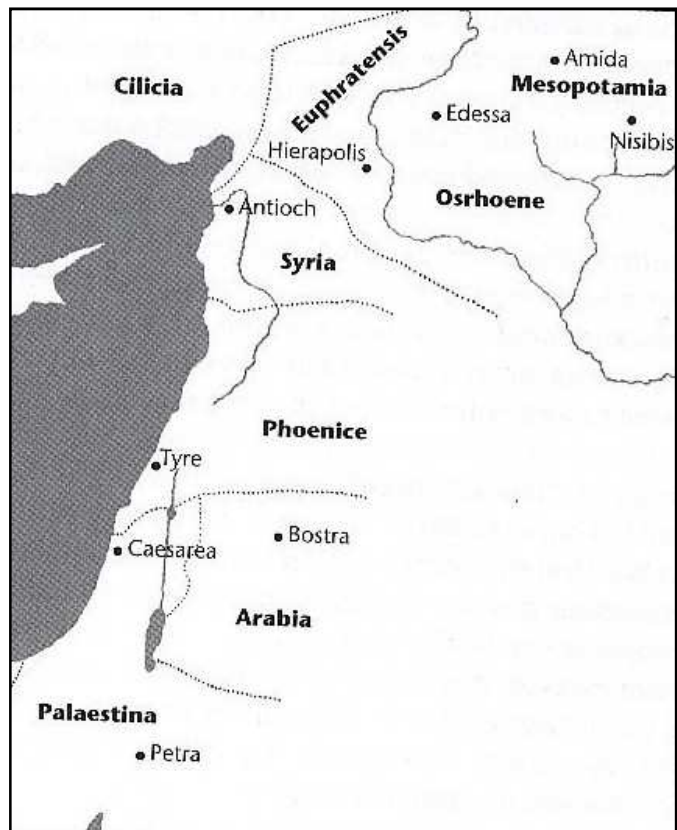 Amida
Cilicia
Euphratensis
Mesopotamia
Edessa
Nisibis
Hierapolis
Osrhoene
Antioch
Syria
Phoenice
Tyre
Bostra
Caesarea
Arabia
Palaestina
Petra